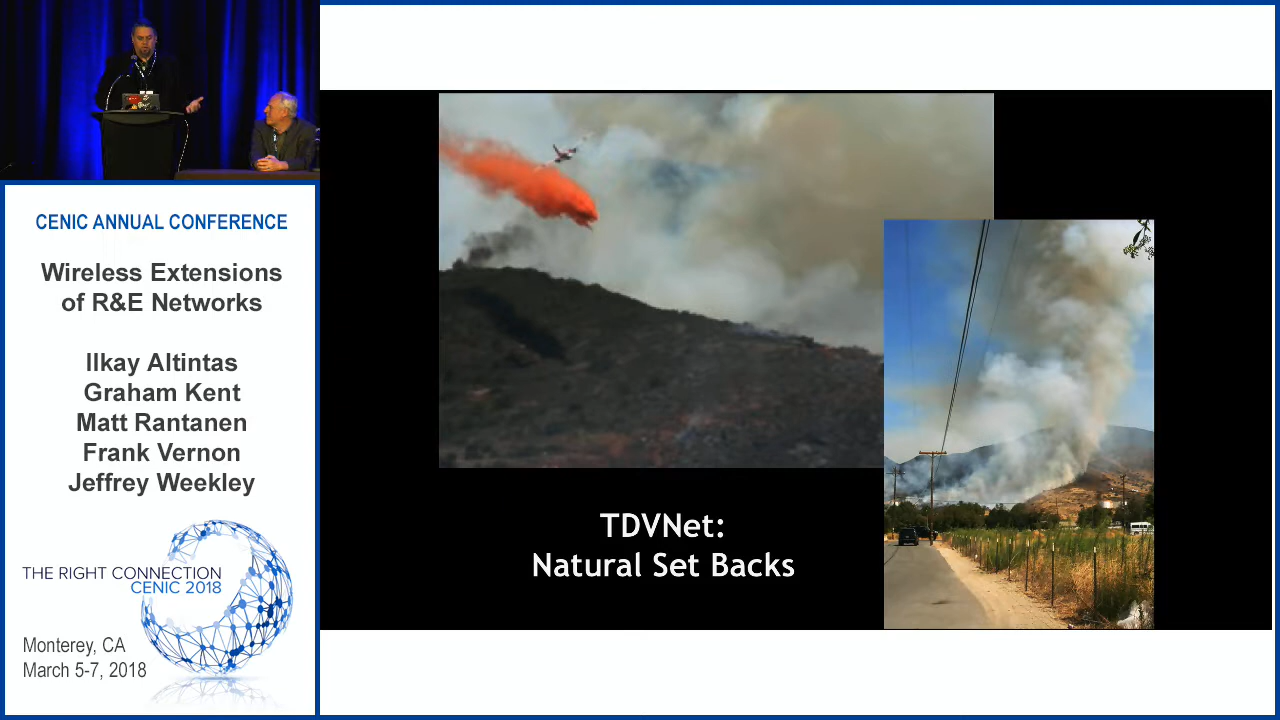 CENIC ANNUAL CONFERENCE
Wireless Extensions
of R&E Networks
Ilkay Altintas
Graham Kent
Matt Rantanen
Frank Vernon
Jeffrey Weekley
THE RIGHT CONNECTION
CENIC 2018
Monterey, CA
March 5-7, 2018
TDVNet:
Natural Set Backs